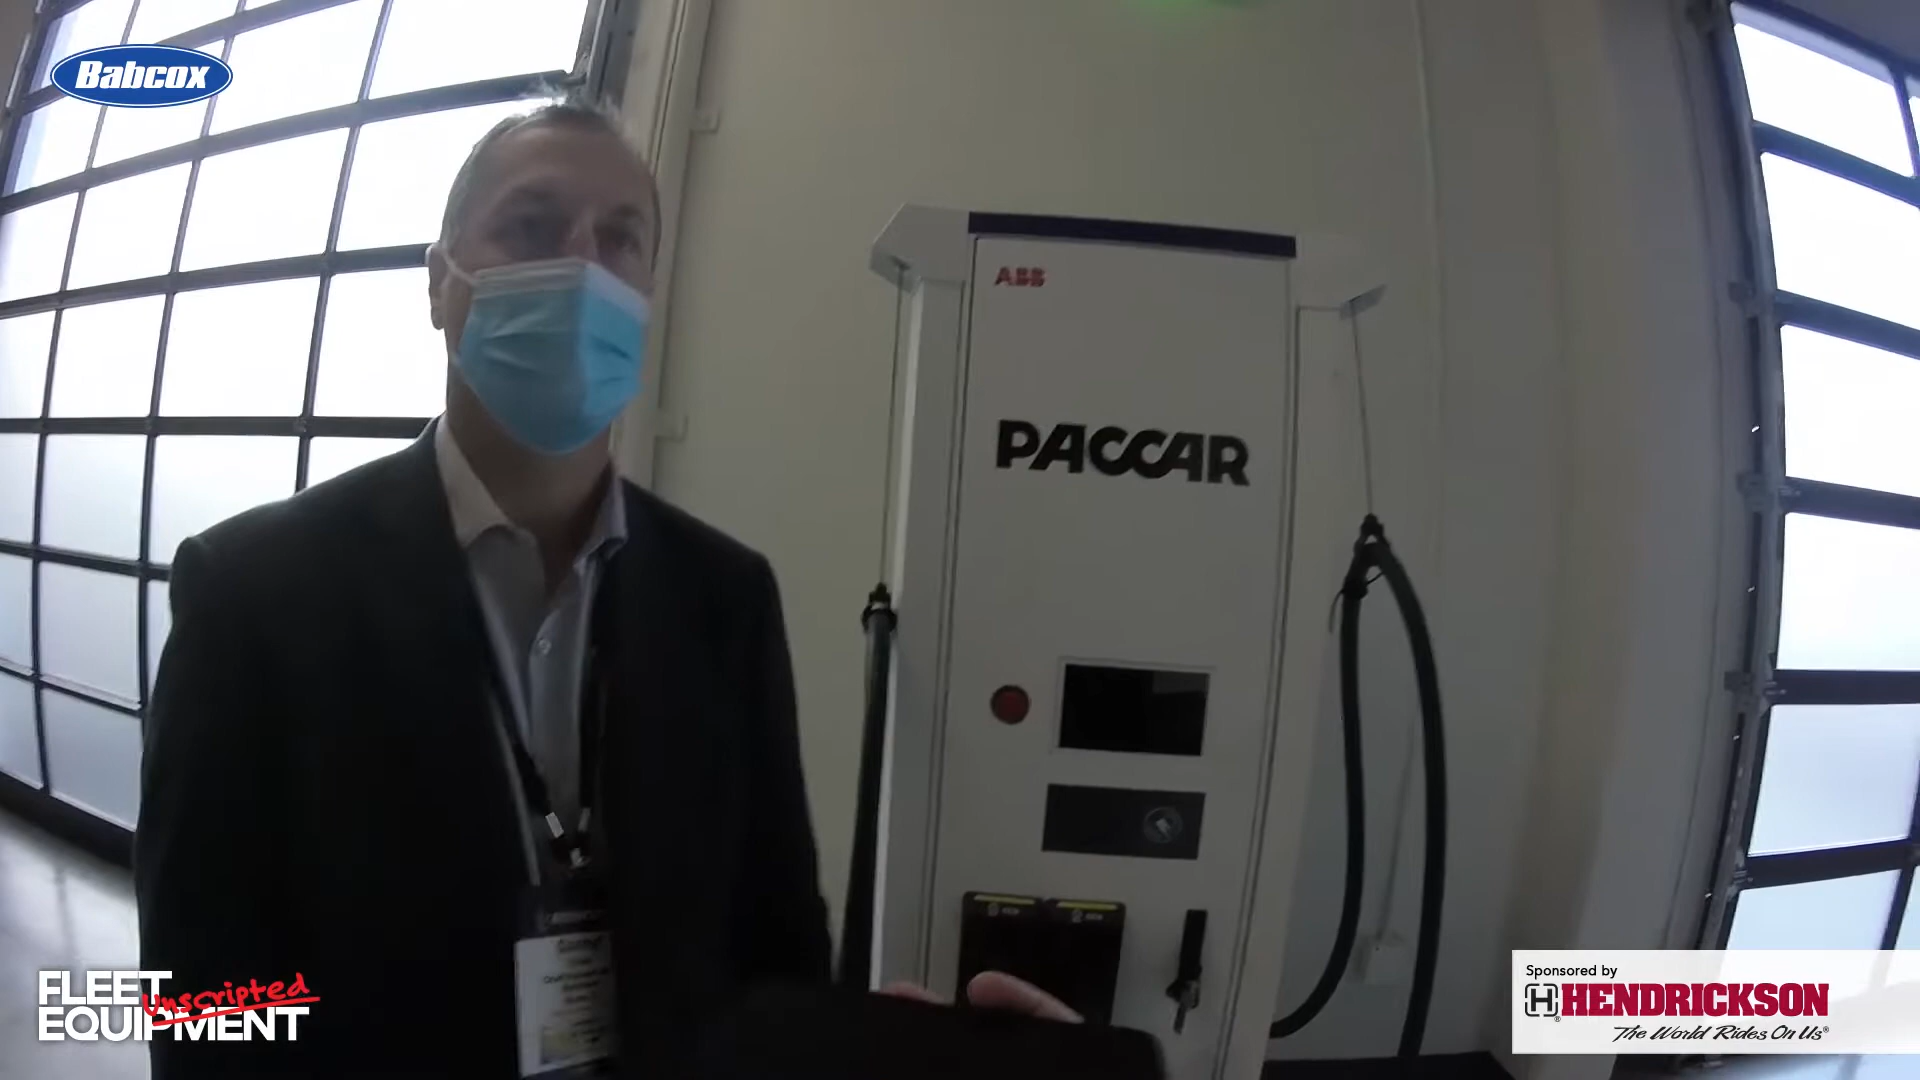 Babcox
ABB
PACCAR
FLEET
Unscripted
EQUIPMENT
Sponsored by
HENDRICKSON
The World Rides On Us®